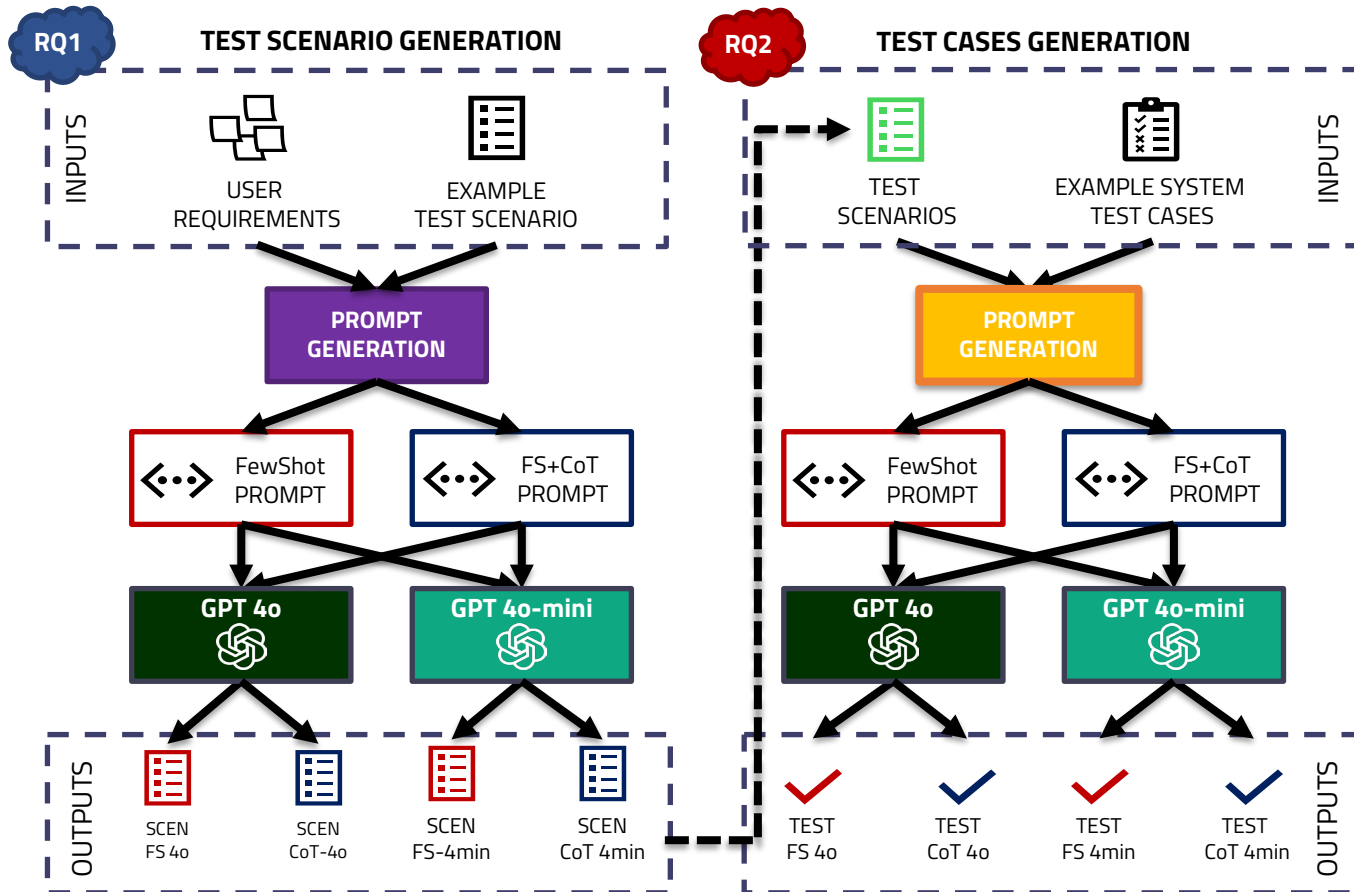 RQ1
TEST SCENARIO GENERATION
INPUTS
USER
REQUIREMENTS
EXAMPLE
TEST SCENARIO
PROMPT
GENERATION
FewShot
PROMPT
FS+CoT
PROMPT
GPT 4o
GPT 4o-mini
OUTPUTS
SCEN
FS 4o
SCEN
CoT-4o
SCEN
FS-4min
SCEN
CoT 4min
RQ2
TEST CASES GENERATION
TEST
SCENARIOS
EXAMPLE SYSTEM
TEST CASES
INPUTS
PROMPT
GENERATION
FewShot
PROMPT
FS+CoT
PROMPT
GPT 4o
GPT 4o-mini
OUTPUTS
TEST
FS 4o
TEST
CoT 4o
TEST
FS 4min
TEST
CoT 4min